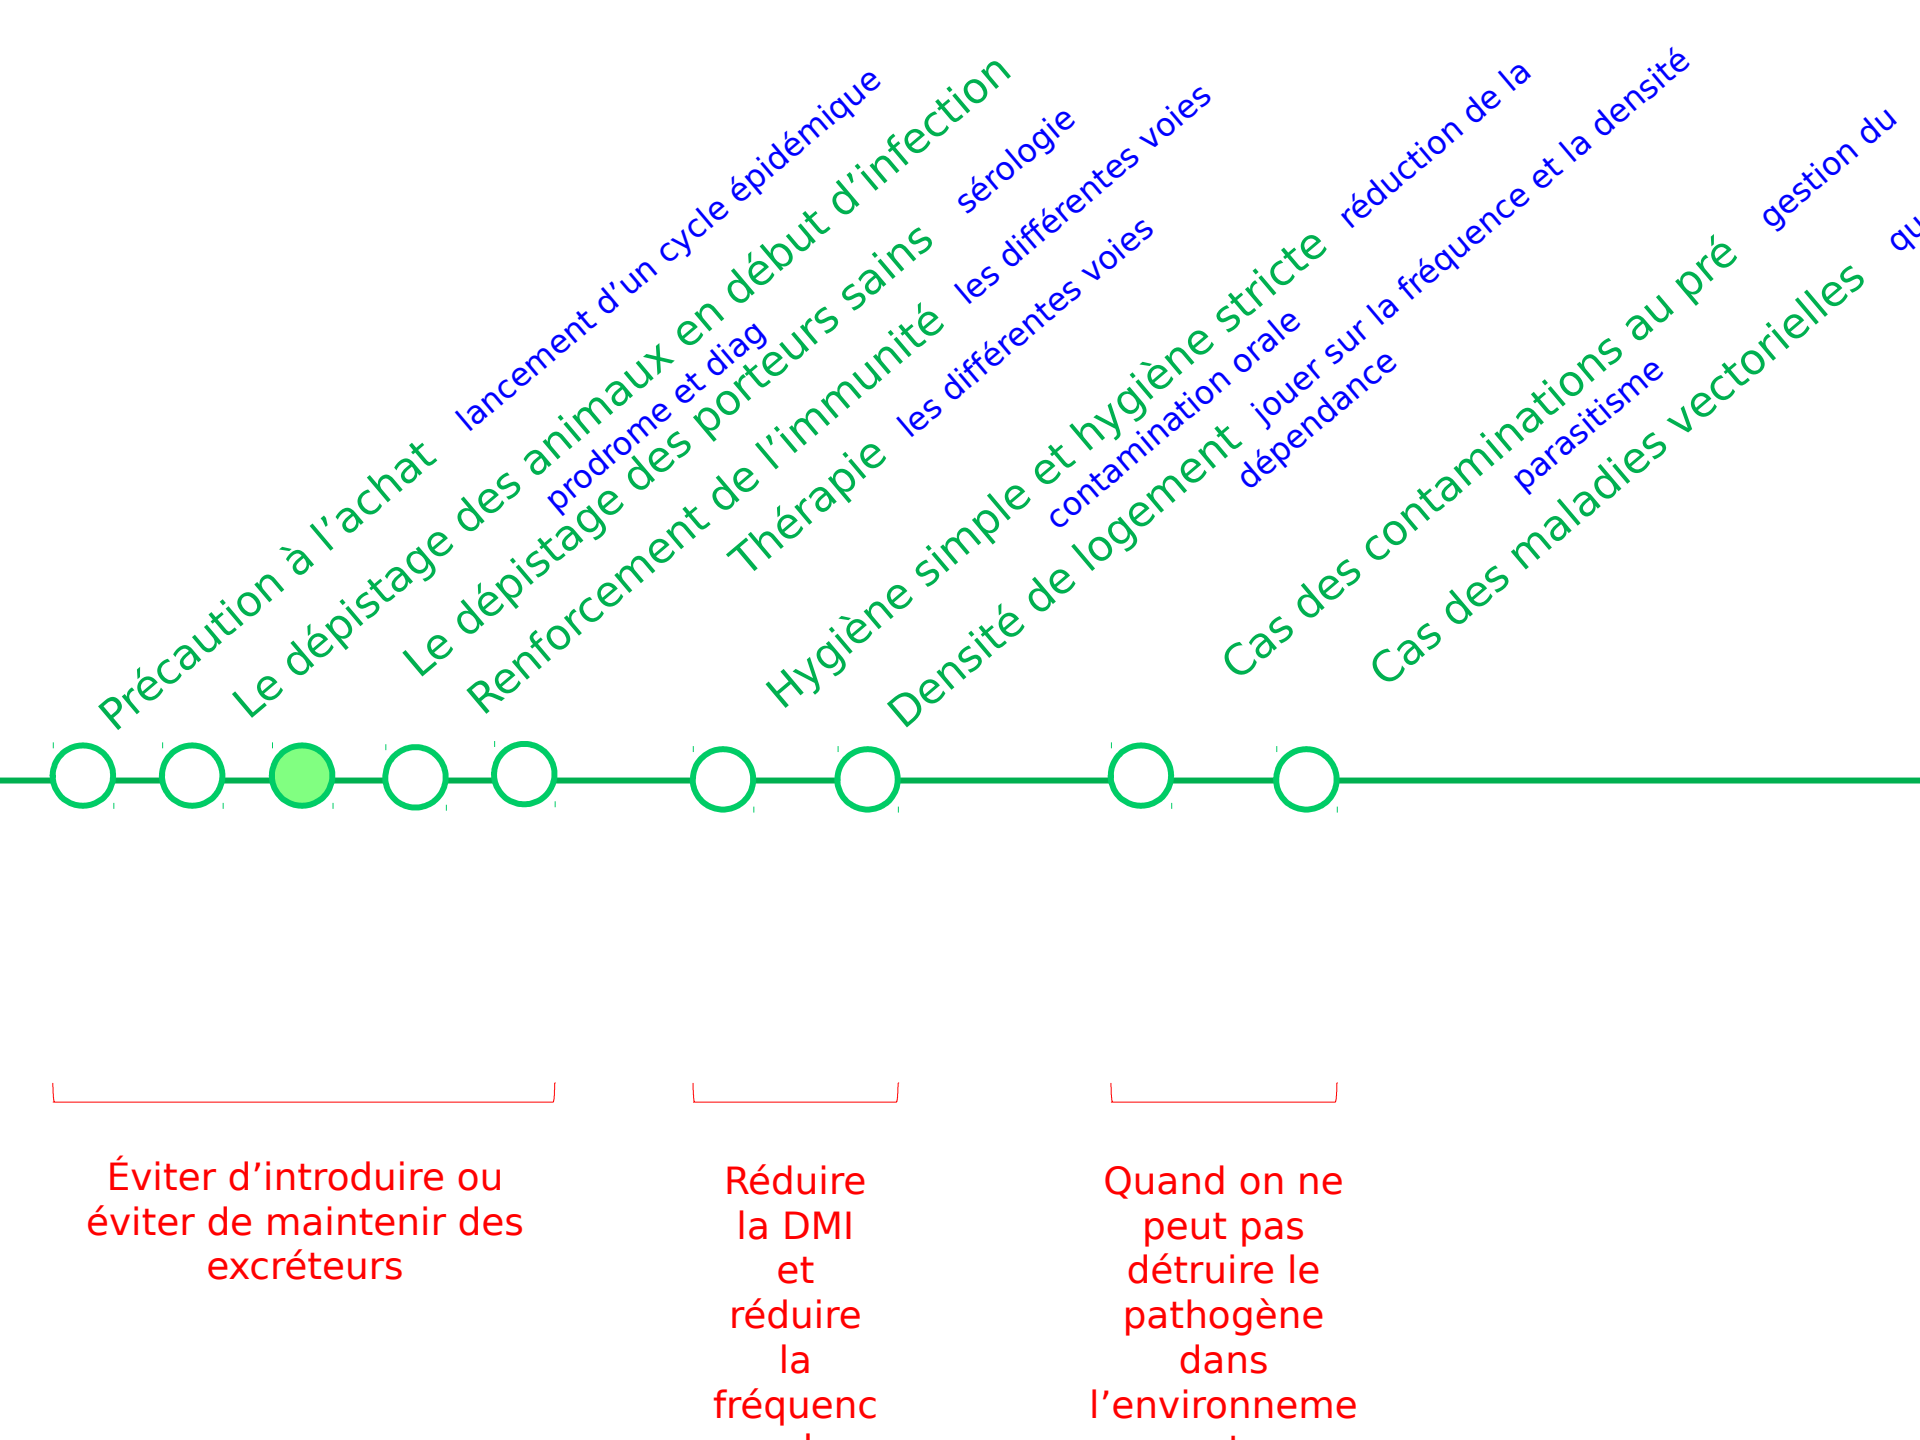 Précaution à l’achat lancement d’un cycle épidémique
Le dépistage des animaux en début d’infection
prodrome et diag
Le dépistage des porteurs sains sérologie
Renforcement de l’immunité les différentes voies
Thérapie les différentes voies
Hygiène simple et hygiène stricte réduction de la
contamination orale
Densité de logement jouer sur la fréquence et la densité
dépendance
Cas des contaminations au pré gestion du
parasitisme
Cas des maladies vectorielles qu
Éviter d’introduire ou
éviter de maintenir des
excréteurs
Réduire
la DMI
et
réduire
la
fréquenc
Quand on ne
peut pas
détruire le
pathogène
dans
l’environneme